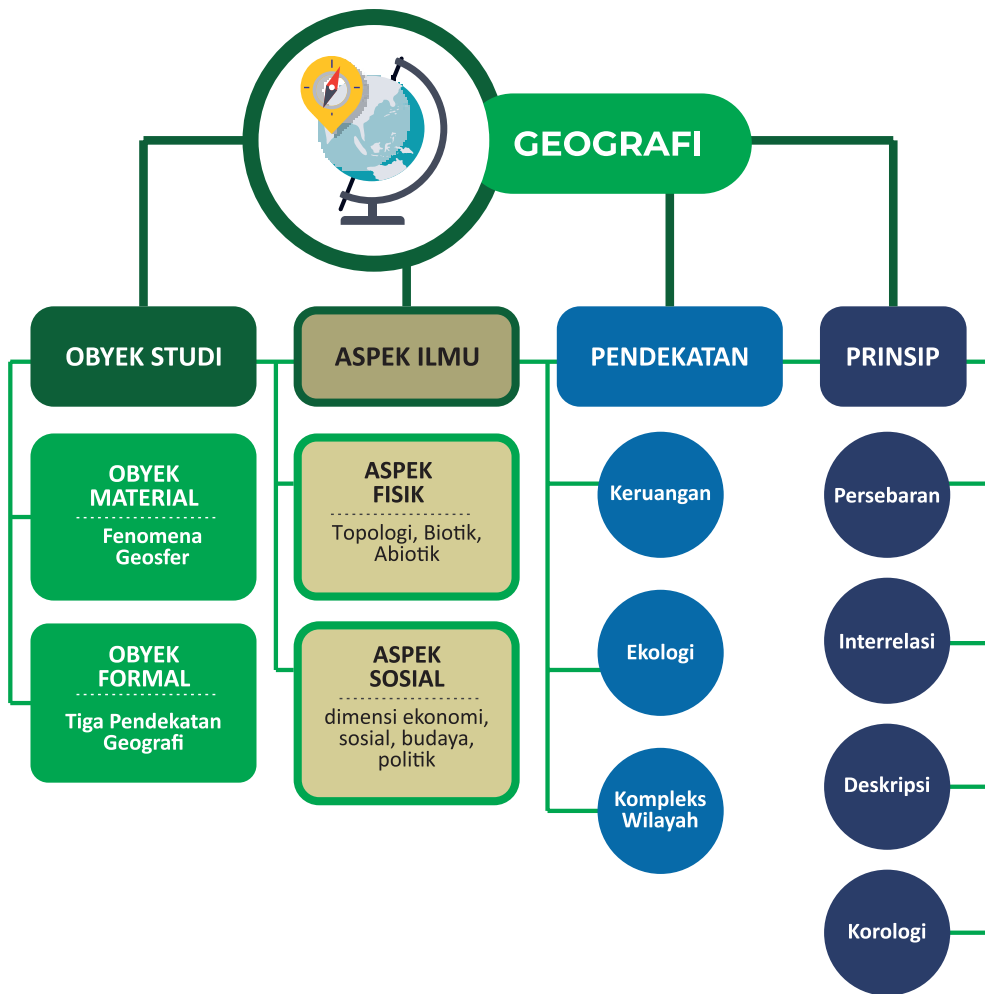 GEOGRAFI
OBYEK STUDI
OBYEK
MATERIAL
Fenomena
Geosfer
OBYEK
FORMAL
Tiga Pendekatan
Geografi
ASPEK ILMU
ASPEK
FISIK
Topologi, Biotik,
Abiotik
ASPEK
SOSIAL
dimensi ekonomi,
sosial, budaya,
politik
PENDEKATAN
Keruangan
Ekologi
Kompleks
Wilayah
PRINSIP
Persebaran
Interrelasi
Deskripsi
Korologi